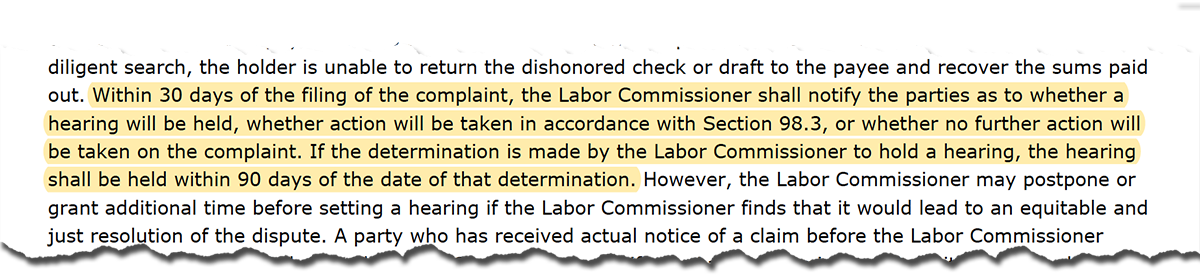 diligent search, the holder is unable to return the dishonored check or draft to the payee and recover the sums paid
out. Within 30 days of the filing of the complaint, the Labor Commissioner shall notify the parties as to whether a
hearing will be held, whether action will be taken in accordance with Section 98.3, or whether no further action will
be taken on the complaint. If the determination is made by the Labor Commissioner to hold a hearing, the hearing
shall be held within 90 days of the date of that determination. However, the Labor Commissioner may postpone or
grant additional time before setting a hearing if the Labor Commissioner finds that it would lead to an equitable and
just resolution of the dispute. A party who has received actual notice of a claim before the Labor Commissioner